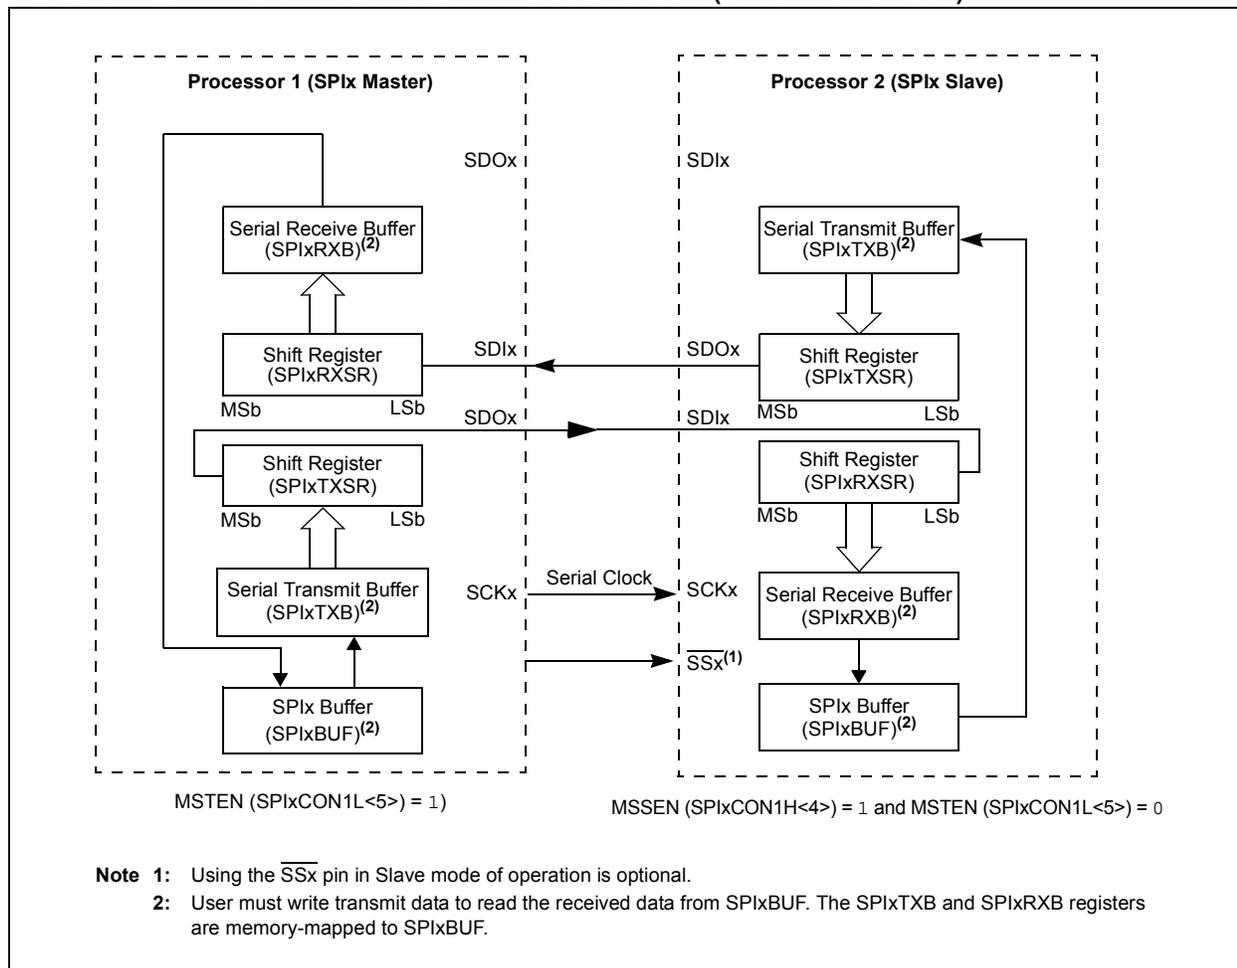 Processor 1 (SPIx Master)
Processor 2 (SPIx Slave)
SDOx
SDIx
Serial Receive Buffer
(SPIxRXB)(2)
Serial Transmit Buffer
(SPIxTXB)(2)
Shift Register
(SPIxRXSR)
SDIx
SDOx
Shift Register
(SPIxTXSR)
MSb
LSb
MSb
LSb
SDOx
SDIx
Shift Register
(SPIxTXSR)
Shift Register
(SPIxRXSR)
MSb
LSb
MSb
LSb
Serial Transmit Buffer
(SPIxTXB)(2)
SCKx
Serial Clock
SCKx
Serial Receive Buffer
(SPIxRXB)(2)
SSx(1)
SPIx Buffer
(SPIxBUF)(2)
SPIx Buffer
(SPIxBUF)(2)
MSTEN (SPIxCON1L<5>) = 1)
MSSEN (SPIxCON1H<4>) = 1 and MSTEN (SPIxCON1L<5>) = 0
Note 1: Using the SSx pin in Slave mode of operation is optional.
2: User must write transmit data to read the received data from SPIxBUF. The SPIxTXB and SPIxRXB registers
are memory-mapped to SPIxBUF.